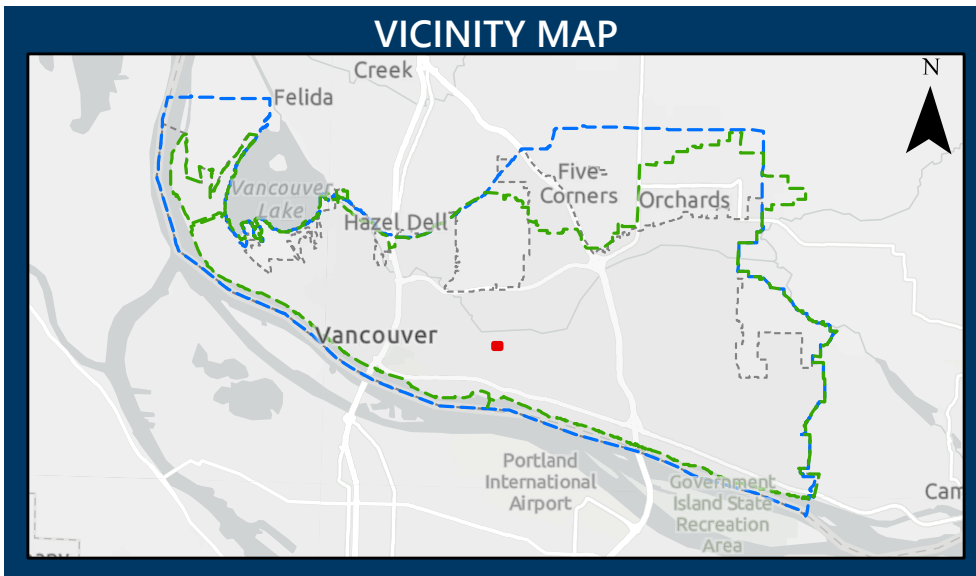 VICINITY MAP
N
Creek
Felida
Five
Corners
Vancouver
Lake
Orchards
Hazel Dell
Vancouver
Portland
International
Airport
Government
Island State
Recreation
Area
Cam